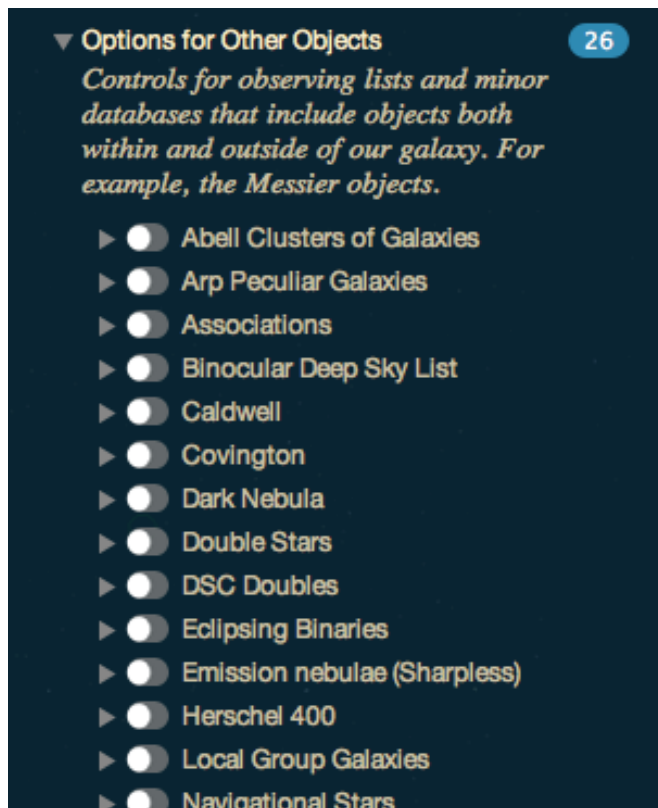 Options for Other Objects 26
Controls for observing lists and minor
databases that include objects both
within and outside of our galaxy. For
example, the Messier objects.
Abell Clusters of Galaxies
Arp Peculiar Galaxies
Associations
Binocular Deep Sky List
Caldwell
Covington
Dark Nebula
Double Stars
DSC Doubles
Eclipsing Binaries
Emission nebulae (Sharpless)
Herschel 400
Local Group Galaxies
Navigational Stars